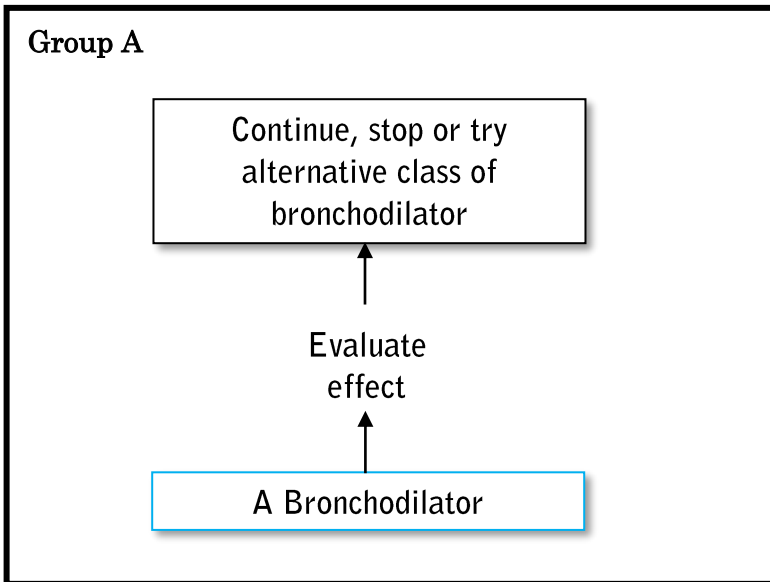 Group A
Continue, stop or try
alternative class of
bronchodilator
Evaluate
effect
A Bronchodilator